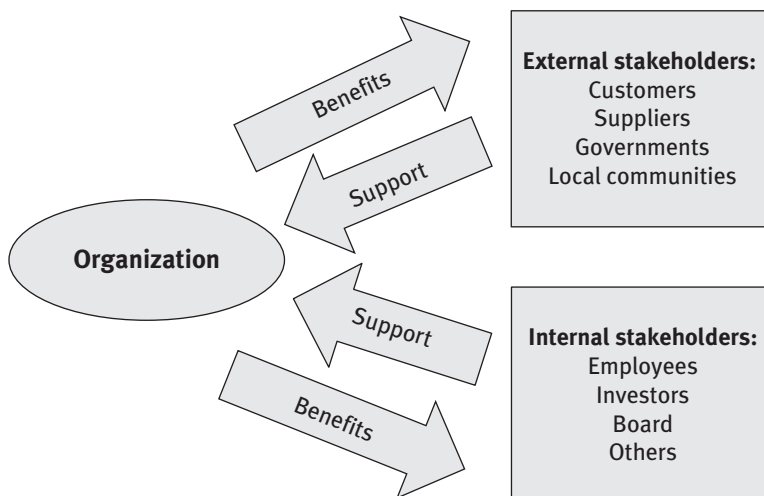 Benefits
Support
Organization
Support
Benefits
External stakeholders:
Customers
Suppliers
Governments
Local communities
Internal stakeholders:
Employees
Investors
Board
Others